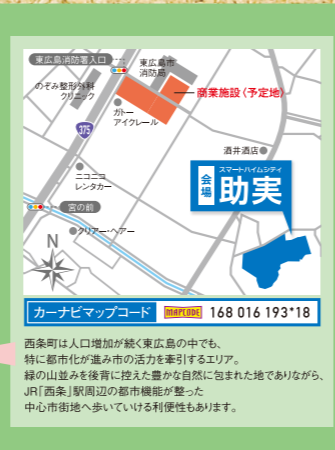 東広島消防署入口
東広島市
消防局
のぞみ整形外科
クリニック
商業施設(予定地)
ガトー
アイクレール
375
酒井酒店
ニコニコ
レンタカー
スマートハイムシティ
会場
助実
宮の前
クリアー・ヘアー
N
カーナビマップコード MAPCODE 168 016 193*18
西条町は人口増加が続く東広島の中でも、
特に都市化が進み市の活力を牽引するエリア。
緑の山並みを後背に控えた豊かな自然に包まれた地でありながら、
JR「西条」駅周辺の都市機能が整った
中心市街地へ歩いていける利便性もあります。